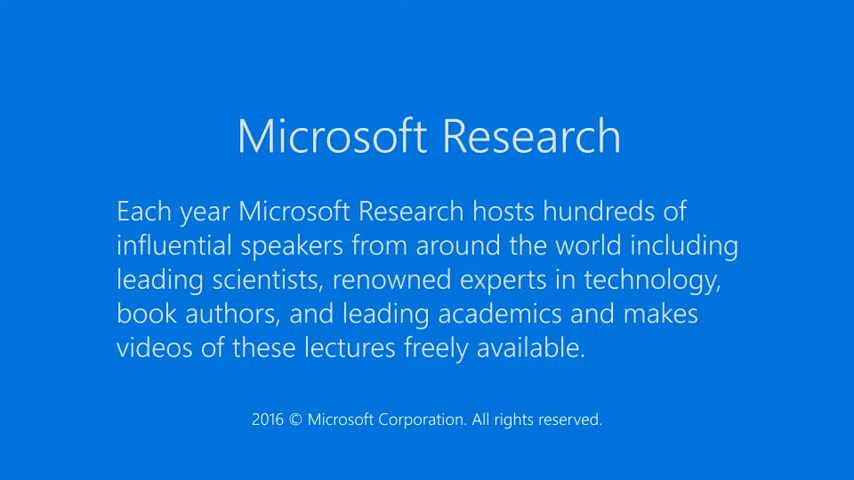 Microsoft Research
Each year Microsoft Research hosts hundreds of
influential speakers from around the world including
leading scientists, renowned experts in technology,
book authors, and leading academics and makes
videos of these lectures freely available.
2016 © Microsoft Corporation. All rights reserved.